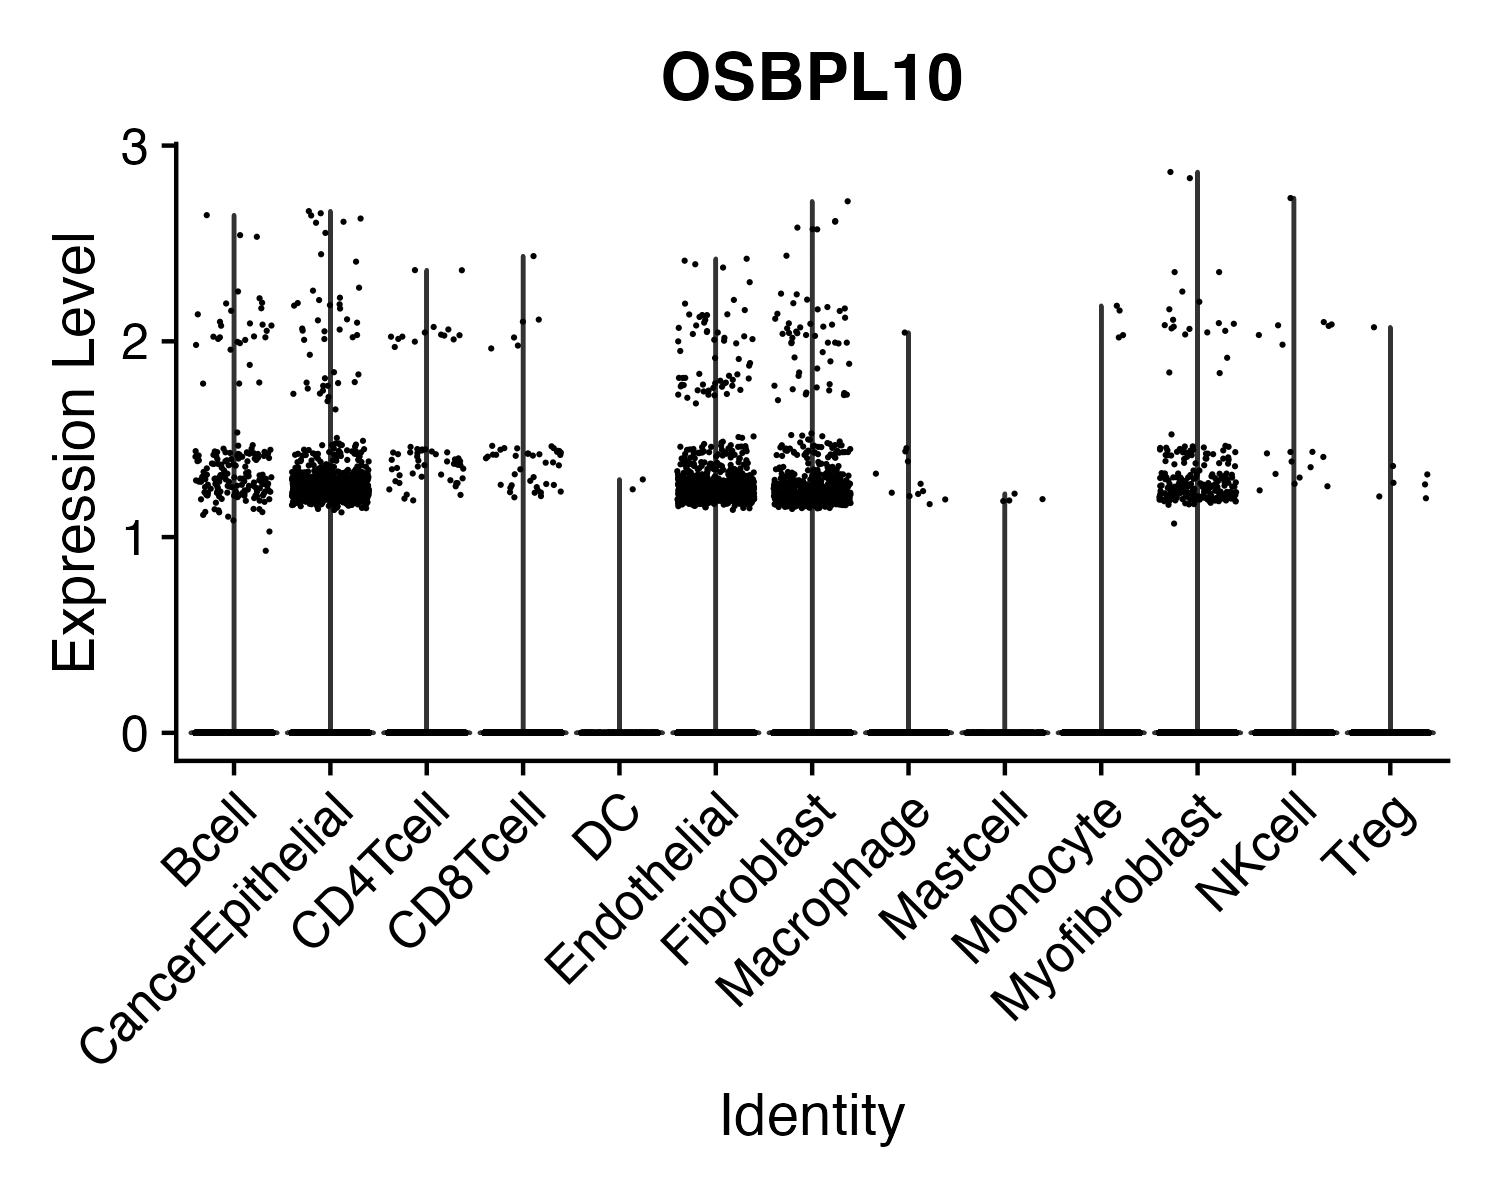 OSBPL10
Expression Level
3
2
1
0
Bcell
CancerEpithelial
CD4Tcell
CD8Tcell
DC
Endothelial
Fibroblast
Macrophage
Mastcell
Monocyte
Myofibroblast
NKcell
Treg
Identity